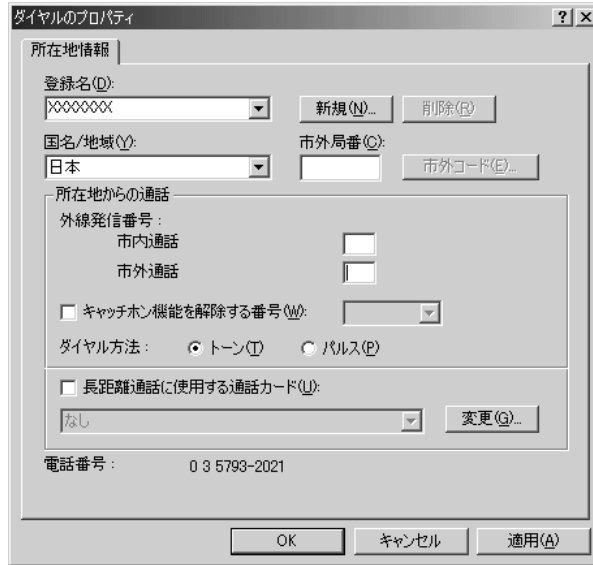 ダイヤルのプロパティ
所在地情報
登録名(D):
XXXXXXX
新規(N)...
削除(R)
国名/地域(Y):
市外局番(C):
日本
市外コード(E)...
所在地からの通話
外線発信番号:
市内通話
市外通話
キャッチホン機能を解除する番号(W):
ダイヤル方法: トーン(T) パルス(P)
長距離通話に使用する通話カード(U):
なし
変更(G)...
電話番号: 0 3 5793-2021
OK キャンセル 適用(A)